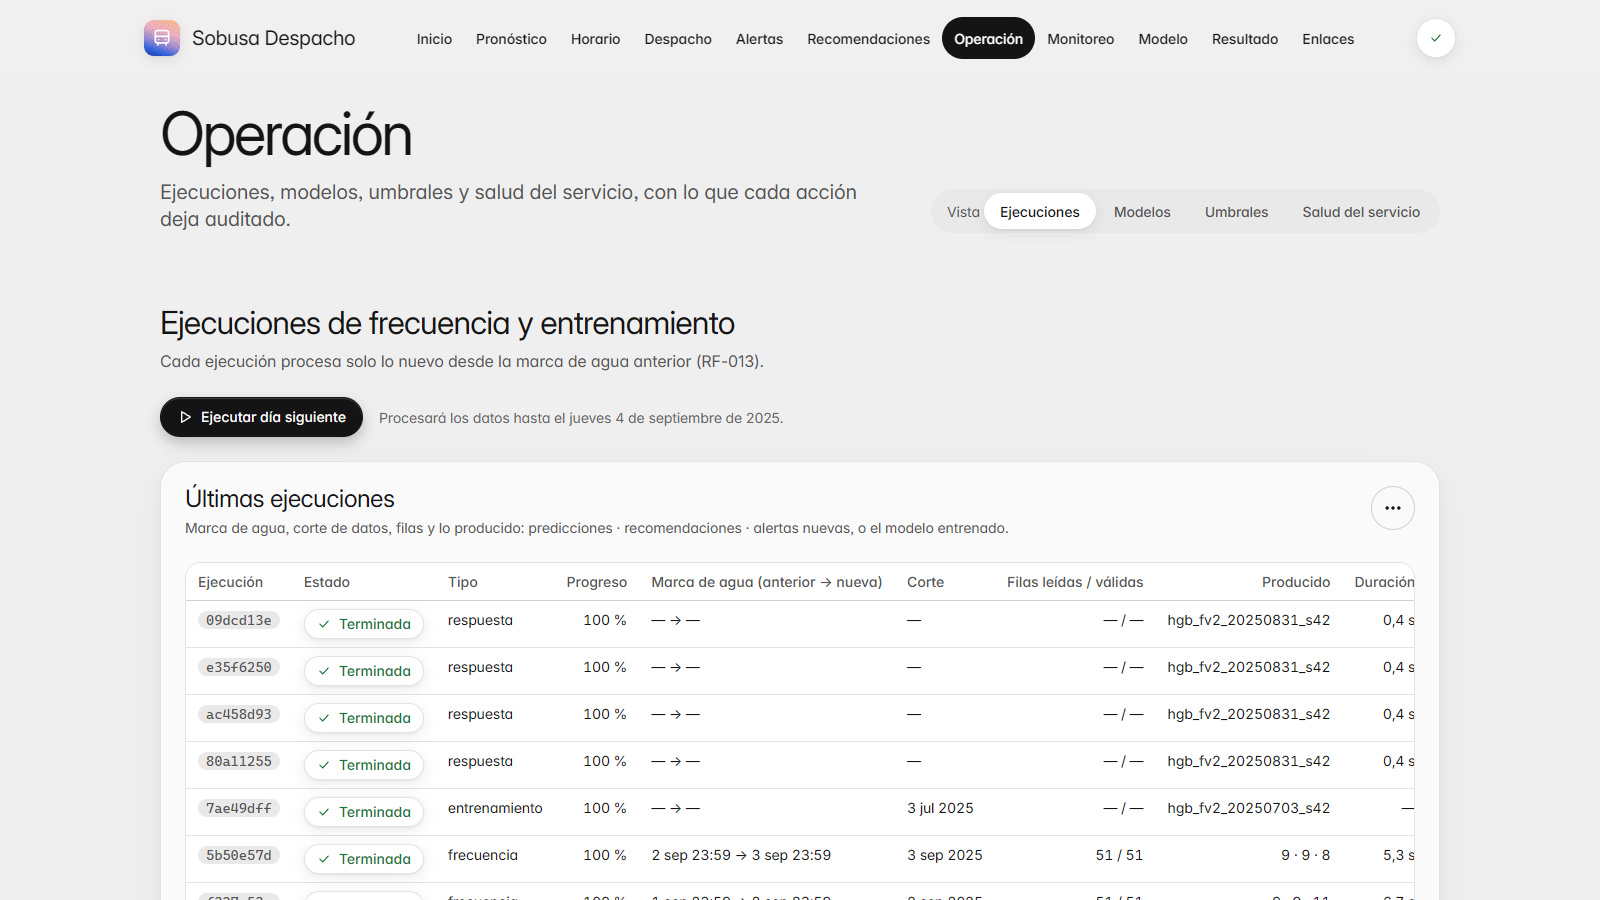 Sobusa Despacho
Inicio Pronóstico Horario Despacho Alertas Recomendaciones Operación Monitoreo Modelo Resultado Enlaces
Operación
Ejecuciones, modelos, umbrales y salud del servicio, con lo que cada acción
deja auditado.
Vista Ejecuciones Modelos Umbrales Salud del servicio
Ejecuciones de frecuencia y entrenamiento
Cada ejecución procesa solo lo nuevo desde la marca de agua anterior (RF-013).
Ejecutar día siguiente Procesará los datos hasta el jueves 4 de septiembre de 2025.
Últimas ejecuciones
Marca de agua, corte de datos, filas y lo producido: predicciones · recomendaciones · alertas nuevas, o el modelo entrenado.
Ejecución Estado Tipo Progreso Marca de agua (anterior → nueva) Corte Filas leídas / válidas Producido Duración
09dcd13e Terminada respuesta 100 % — → — — — / — hgb_fv2_20250831_s42 0,4 s
e35f6250 Terminada respuesta 100 % — → — — — / — hgb_fv2_20250831_s42 0,4 s
ac458d93 Terminada respuesta 100 % — → — — — / — hgb_fv2_20250831_s42 0,4 s
80a11255 Terminada respuesta 100 % — → — — — / — hgb_fv2_20250831_s42 0,4 s
7ae49dff Terminada entrenamiento 100 % — → — 3 jul 2025 — / — hgb_fv2_20250703_s42 —
5b50e57d Terminada frecuencia 100 % 2 sep 23:59 → 3 sep 23:59 3 sep 2025 51 / 51 9 · 9 · 8 5,3 s